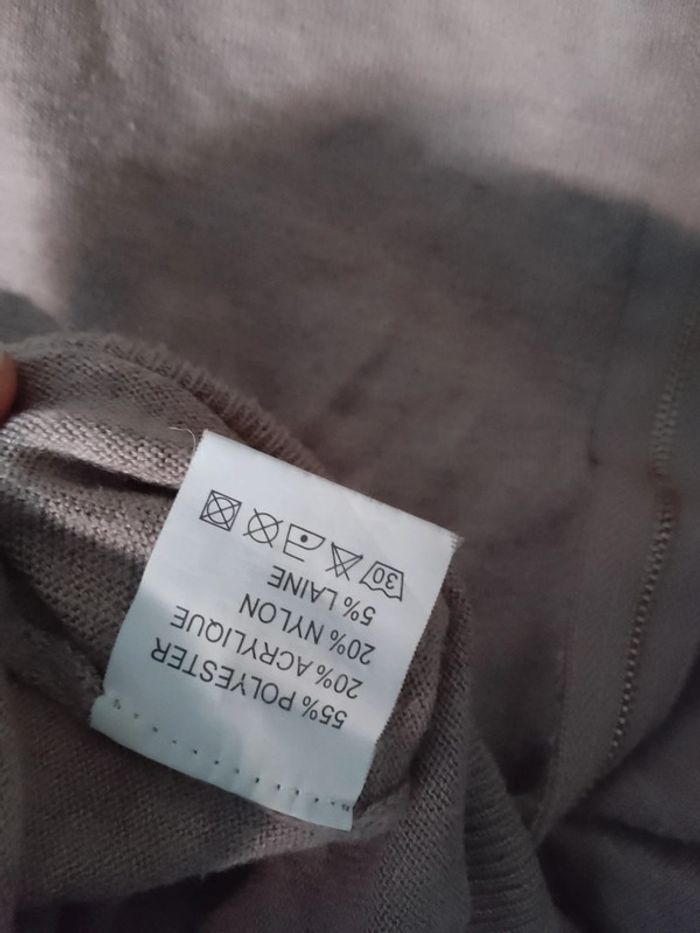 55% POLYESTER
20% ACRYLIQUE
20% NYLON
5% LAINE
30